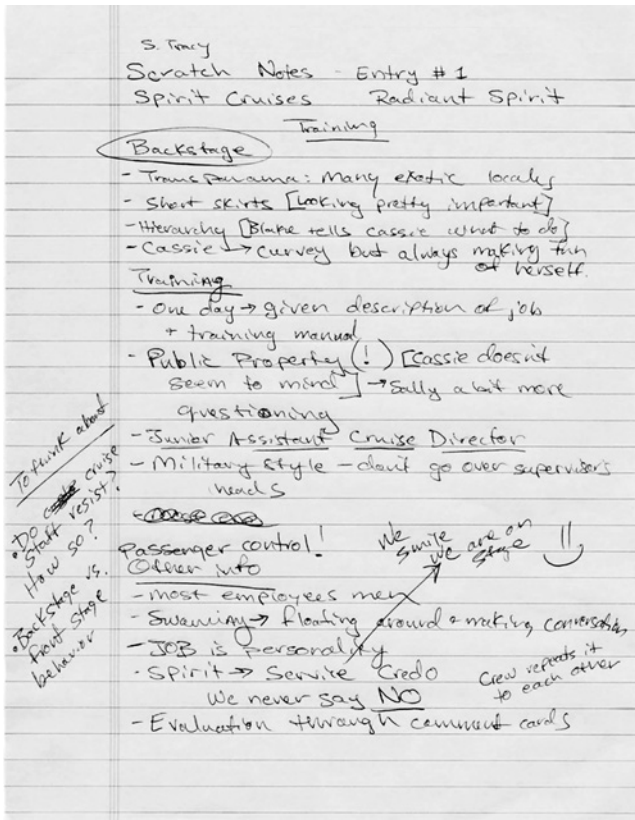 S. Tracy
Scratch Notes - Entry # 1
Spirit Cruises Radiant Spirit
Training
Backstage
- Transpanama: Many exotic locales
- Short skirts [Looking pretty important]
- Hierarchy [Blake tells cassie what to do]
- Cassie → curvey but always making fun
of herself.
Training
- One day → given description of job
+ training manual
- Public Property (!) [Cassie doesn't
seem to mind] → Sally a bit more
questioning
- Junior Assistant Cruise Director
- Military style - don't go over supervisors
heads
Passenger control!
We
smile
We are on
stage
Other info
- most employees men
- Swanning → floating around + making conversation
- JOB is personality
- Spirit → Service Credo
We never say NO
Crew repeats it
to each other
- Evaluation through comment cards
To think about
• Do cruise
staff resist?
How so?
• Backstage vs.
front stage
behavior